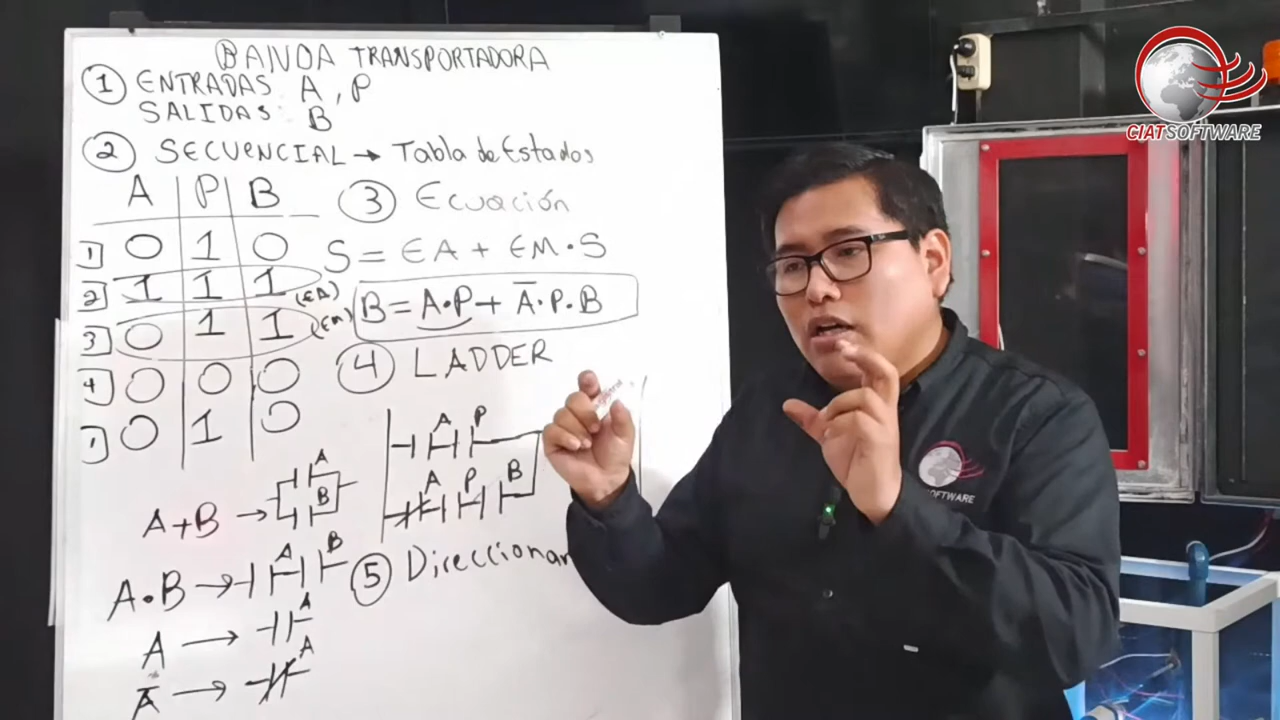 BANDA TRANSPORTADORA
① ENTRADAS: A, P
SALIDAS: B
② SECUENCIAL → Tabla de Estados
A | P | B
1 0 1 0
2 1 1 1 (EA)
3 0 1 1 (EM)
4 0 0 0
1 0 1 0
③ Ecuación
S = EA + EM·S
B = A·P + A̅·P·B
④ LADDER
A P
A P B
A+B → A B
A·B → A B
A → A
A̅ → A
⑤ Direccionar
CIATSOFTWARE